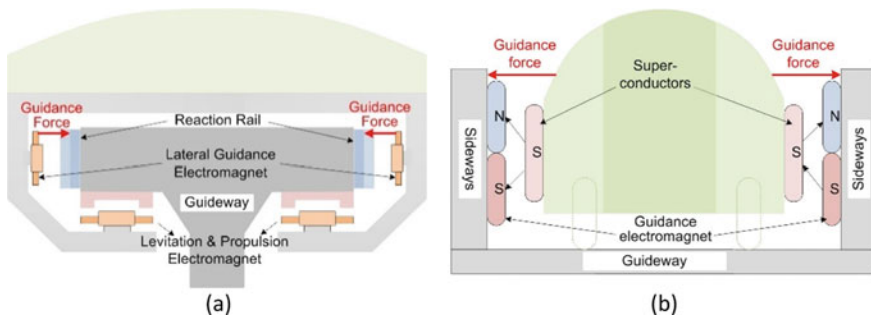 Guidance
Force
Reaction Rail
Guidance
Force
Lateral Guidance
Electromagnet
Guideway
Levitation & Propulsion
Electromagnet
(a)
Guidance
force
Super-
conductors
Guidance
force
Sideways
N
S
S
S
N
S
Sideways
Guidance
electromagnet
Guideway
(b)